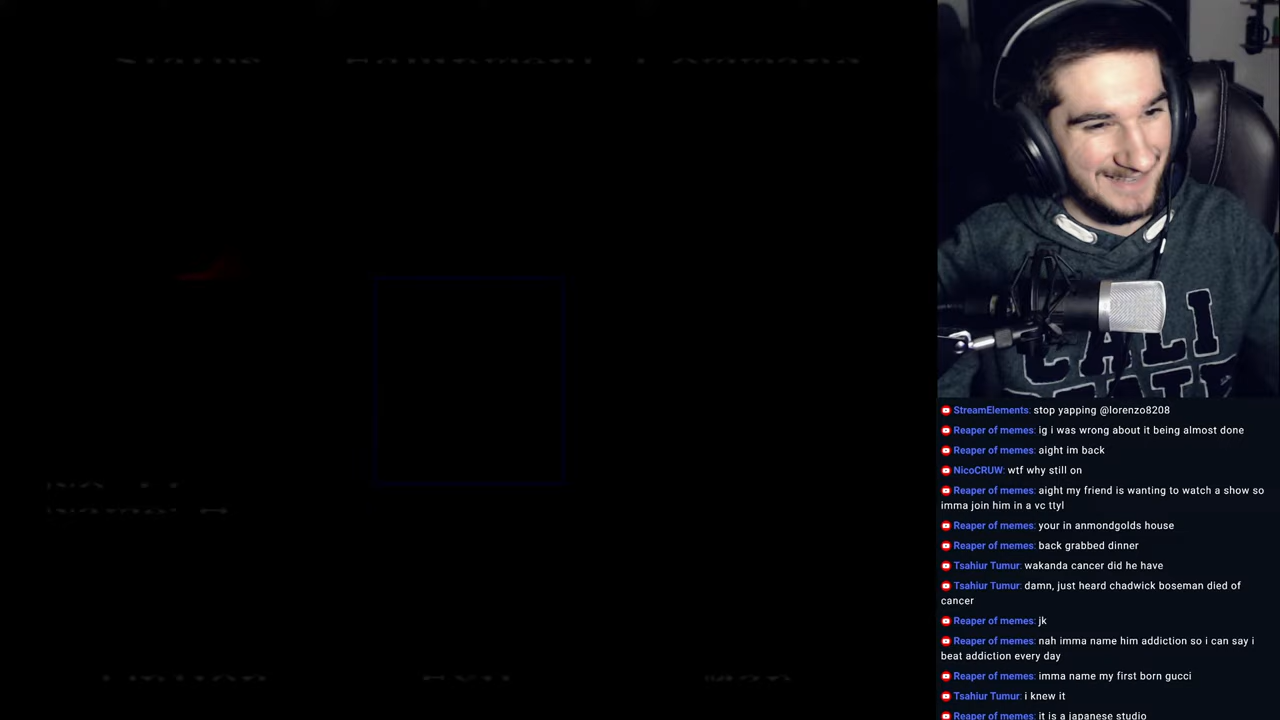 CALI
StreamElements: stop yapping @lorenzo8208
Reaper of memes: ig i was wrong about it being almost done
Reaper of memes: aight im back
NicoCRUW: wtf why still on
Reaper of memes: aight my friend is wanting to watch a show so
imma join him in a vc ttyl
Reaper of memes: your in anmondgolds house
Reaper of memes: back grabbed dinner
Tsahiur Tumur: wakanda cancer did he have
Tsahiur Tumur: damn, just heard chadwick boseman died of
cancer
Reaper of memes: jk
Reaper of memes: nah imma name him addiction so i can say i
beat addiction every day
Reaper of memes: imma name my first born gucci
Tsahiur Tumur: i knew it
Reaper of memes: it is a japanese studio